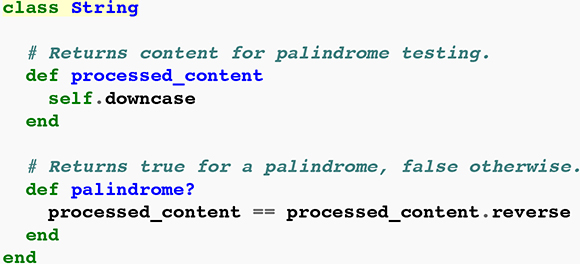 class String
# Returns content for palindrome testing.
def processed_content
self.downcase
end
# Returns true for a palindrome, false otherwise.
def palindrome?
processed_content == processed_content.reverse
end
end